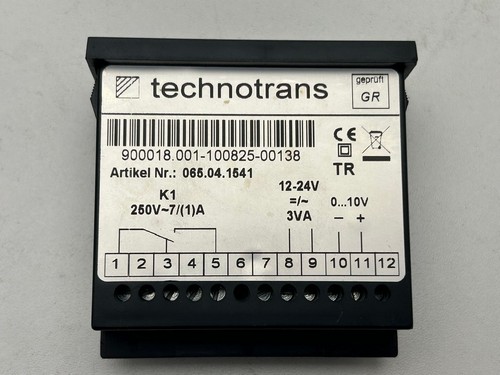 technotrans
geprüft
GR
900018.001-100825-00138
Artikel Nr.: 065.04.1541
CE
TR
K1
250V~7/(1)A
12-24V
=/~
3VA
0...10V
− +
1 2 3 4 5 6 7 8 9 10 11 12